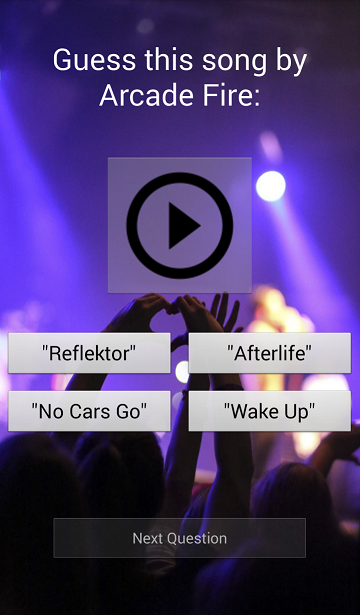 Guess this song by
Arcade Fire:
"Reflektor"
"Afterlife"
"No Cars Go"
"Wake Up"
Next Question